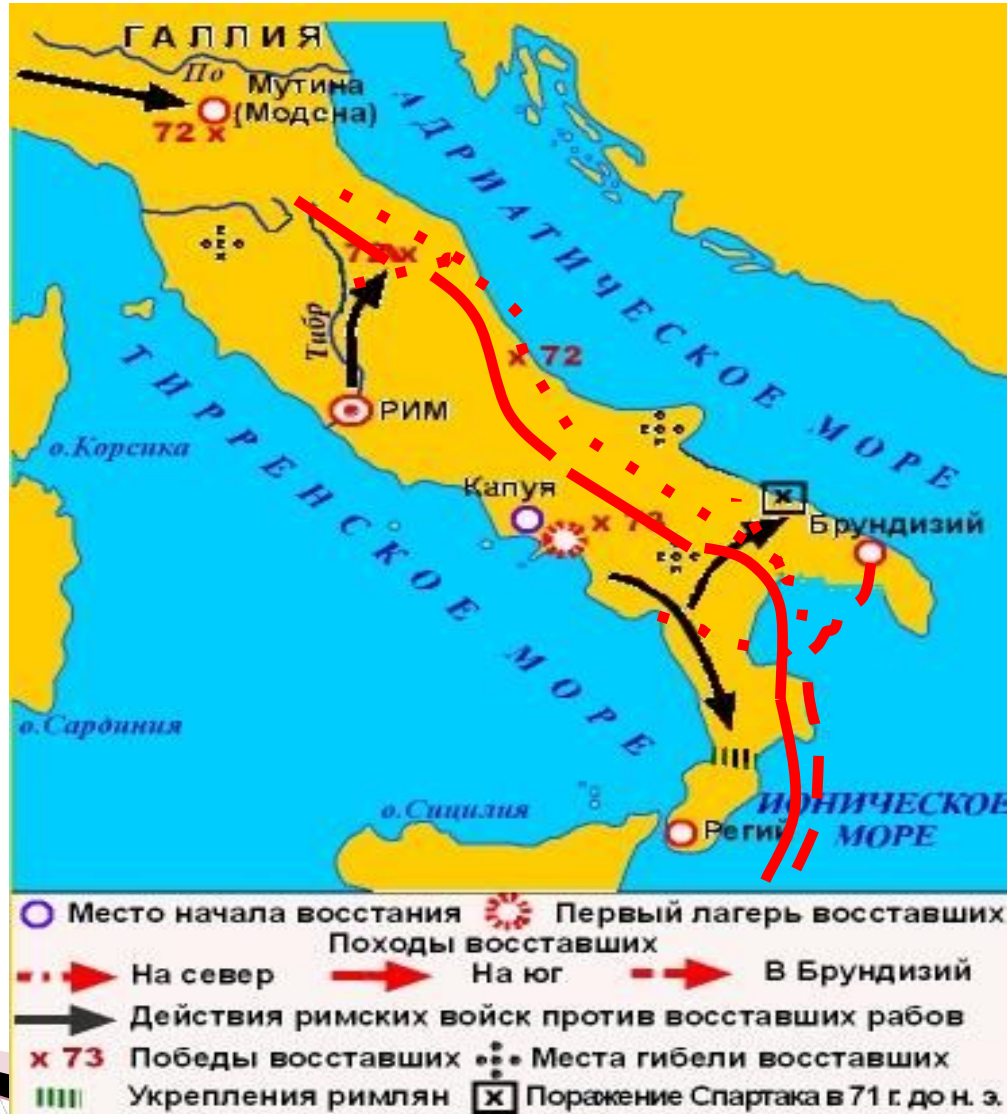 ГАЛЛИЯ
По
Мутина
(Модена)
72 x
АДРИАТИЧЕСКОЕ МОРЕ
72 x
x 72
Тибр
РИМ
ТИРРЕНСКОЕ МОРЕ
о.Корсика
Капуя
x 73
Брундизий
x
о.Сардиния
о.Сицилия
Регий
ИОНИЧЕСКОЕ
МОРЕ
Место начала восстания Первый лагерь восставших
Походы восставших
На север На юг В Брундизий
Действия римских войск против восставших рабов
x 73 Победы восставших Места гибели восставших
Укрепления римлян x Поражение Спартака в 71 г. до н. э.